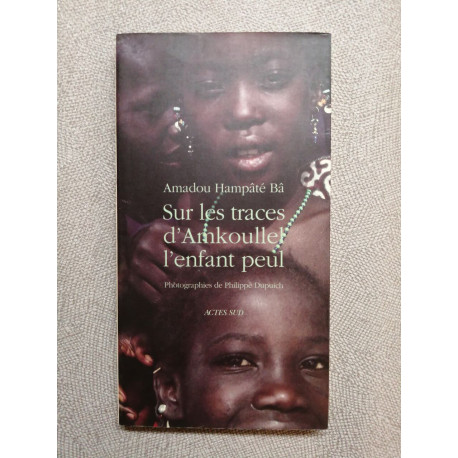 Amadou Hampâté Bâ
Sur les traces
d'Amkoullel
l'enfant peul
Photographies de Philippe Dupuich
ACTES SUD